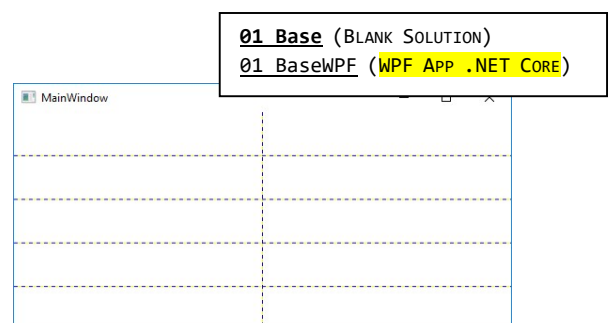 01 Base (BLANK SOLUTION)
01 BaseWPF (WPF APP .NET CORE)
MainWindow